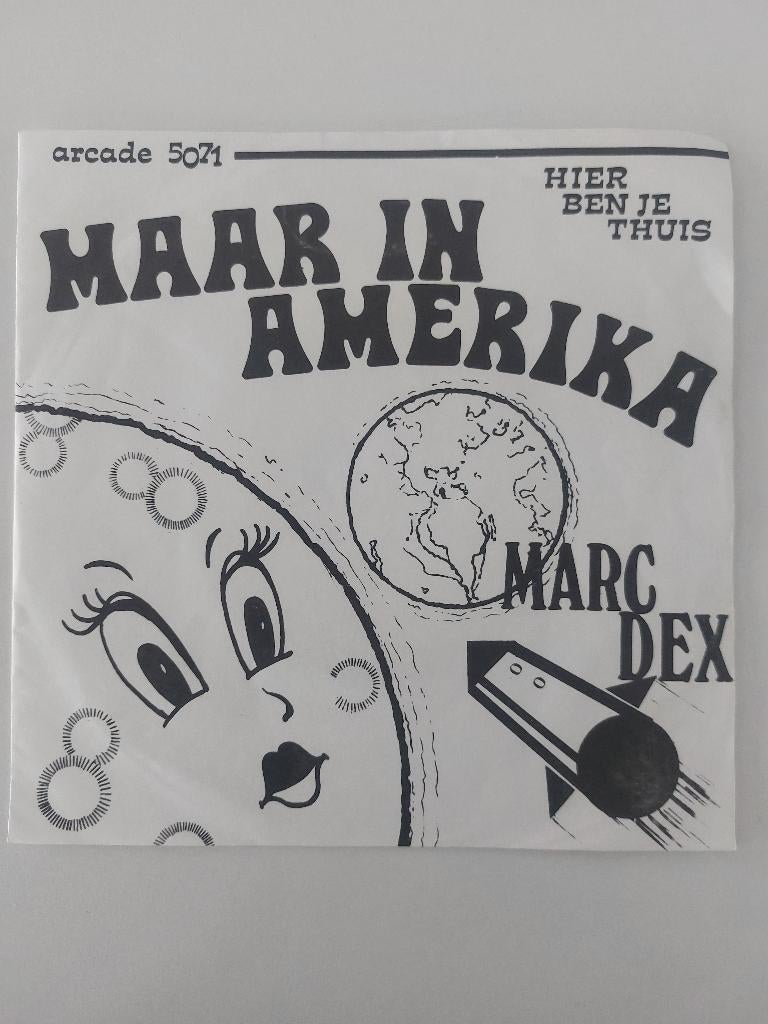 arcade 5071
HIER
BEN JE
THUIS
MAAR IN
AMERIKA
MARC
DEX